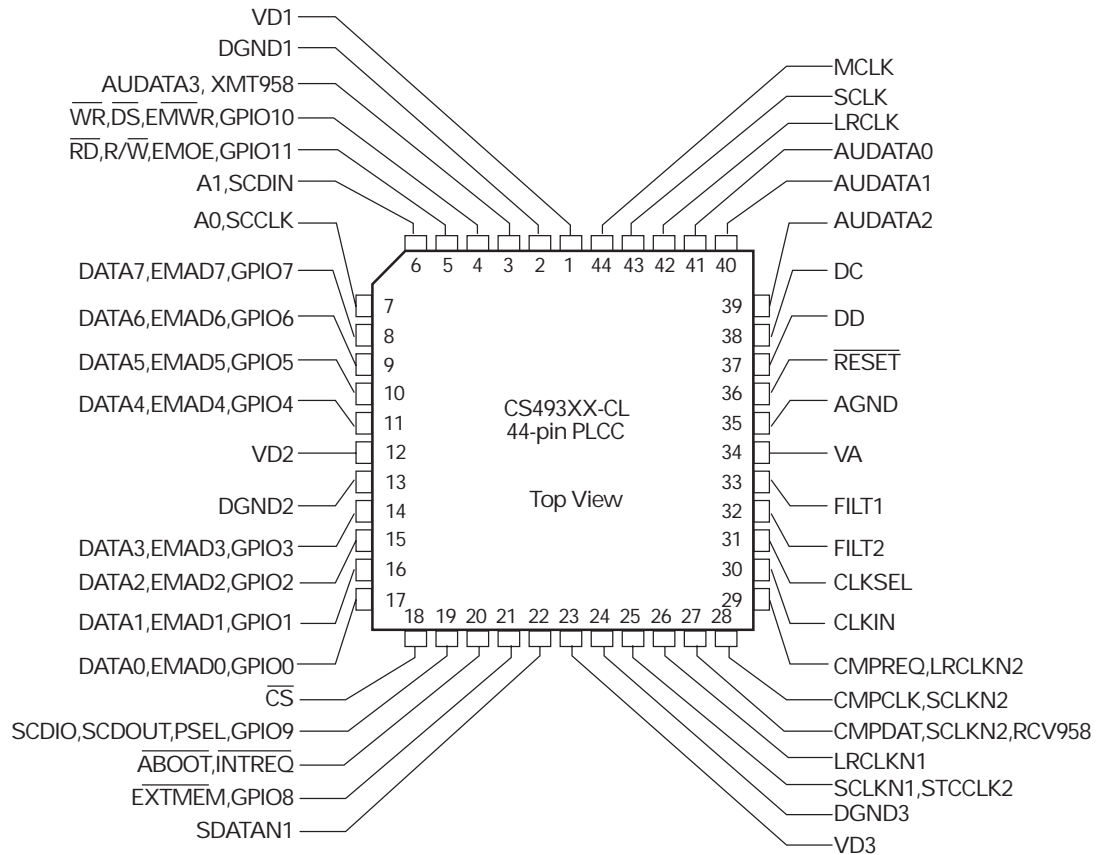 VD1
DGND1
AUDATA3, XMT958
WR,DS,EMWR,GPIO10
RD,R/W,EMOE,GPIO11
A1,SCDIN
A0,SCCLK
DATA7,EMAD7,GPIO7
DATA6,EMAD6,GPIO6
DATA5,EMAD5,GPIO5
DATA4,EMAD4,GPIO4
VD2
DGND2
DATA3,EMAD3,GPIO3
DATA2,EMAD2,GPIO2
DATA1,EMAD1,GPIO1
DATA0,EMAD0,GPIO0
CS
SCDIO,SCDOUT,PSEL,GPIO9
ABOOT,INTREQ
EXTMEM,GPIO8
SDATAN1
6 5 4 3 2 1 44 43 42 41 40
7
8
9
10
11
12
13
14
15
16
17
CS493XX-CL
44-pin PLCC
Top View
39
38
37
36
35
34
33
32
31
30
29
18 19 20 21 22 23 24 25 26 27 28
MCLK
SCLK
LRCLK
AUDATA0
AUDATA1
AUDATA2
DC
DD
RESET
AGND
VA
FILT1
FILT2
CLKSEL
CLKIN
CMPREQ,LRCLKN2
CMPCLK,SCLKN2
CMPDAT,SCLKN2,RCV958
LRCLKN1
SCLKN1,STCCLK2
DGND3
VD3